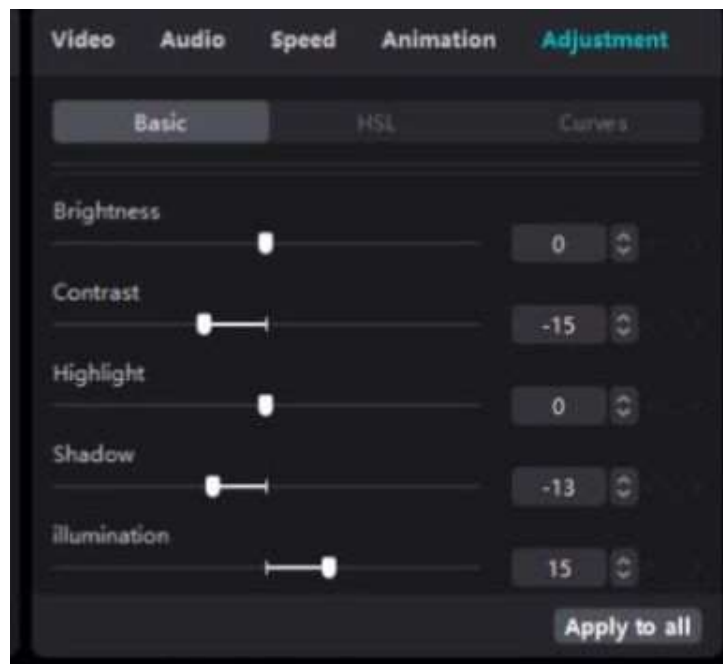 Video Audio Speed Animation Adjustment
Basic HSL Curves
Brightness
0
Contrast
-15
Highlight
0
Shadow
-13
illumination
15
Apply to all